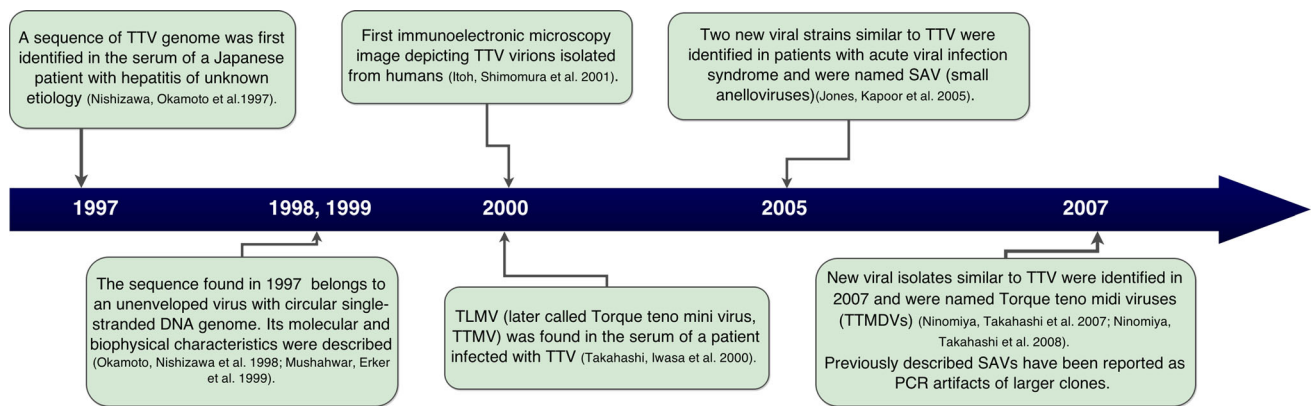 A sequence of TTV genome was first
identified in the serum of a Japanese
patient with hepatitis of unknown
etiology (Nishizawa, Okamoto et al.1997).
First immunoelectronic microscopy
image depicting TTV virions isolated
from humans (Itoh, Shimomura et al. 2001).
Two new viral strains similar to TTV were
identified in patients with acute viral infection
syndrome and were named SAV (small
anelloviruses)(Jones, Kapoor et al. 2005).
1997
1998, 1999
2000
2005
2007
The sequence found in 1997 belongs to
an unenveloped virus with circular single-
stranded DNA genome. Its molecular and
biophysical characteristics were described
(Okamoto, Nishizawa et al. 1998; Mushahwar, Erker
et al. 1999).
TLMV (later called Torque teno mini virus,
TTMV) was found in the serum of a patient
infected with TTV (Takahashi, Iwasa et al. 2000).
New viral isolates similar to TTV were identified in
2007 and were named Torque teno midi viruses
(TTMDVs) (Ninomiya, Takahashi et al. 2007; Ninomiya,
Takahashi et al. 2008).
Previously described SAVs have been reported as
PCR artifacts of larger clones.